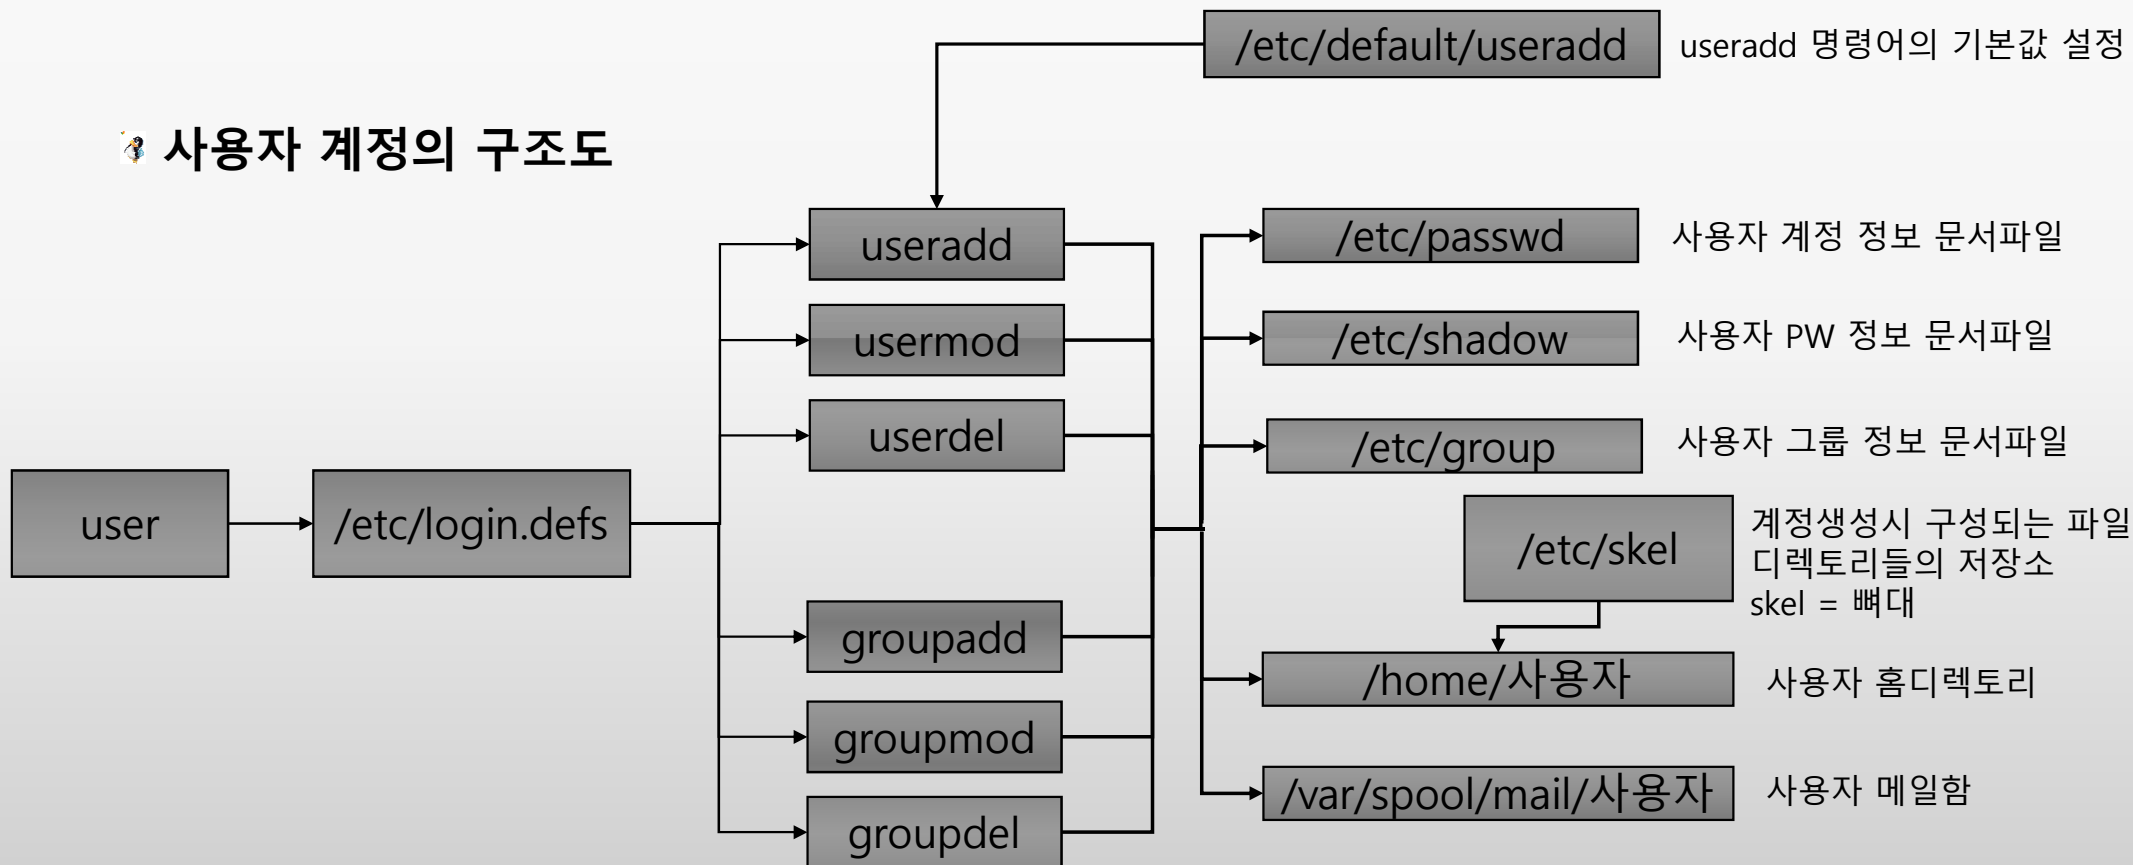 /etc/default/useradd
useradd 명령어의 기본값 설정
사용자 계정의 구조도
useradd
/etc/passwd
사용자 계정 정보 문서파일
usermod
/etc/shadow
사용자 PW 정보 문서파일
userdel
/etc/group
사용자 그룹 정보 문서파일
user
/etc/login.defs
/etc/skel
계정생성시 구성되는 파일
디렉토리들의 저장소
skel = 뼈대
groupadd
/home/사용자
사용자 홈디렉토리
groupmod
/var/spool/mail/사용자
사용자 메일함
groupdel